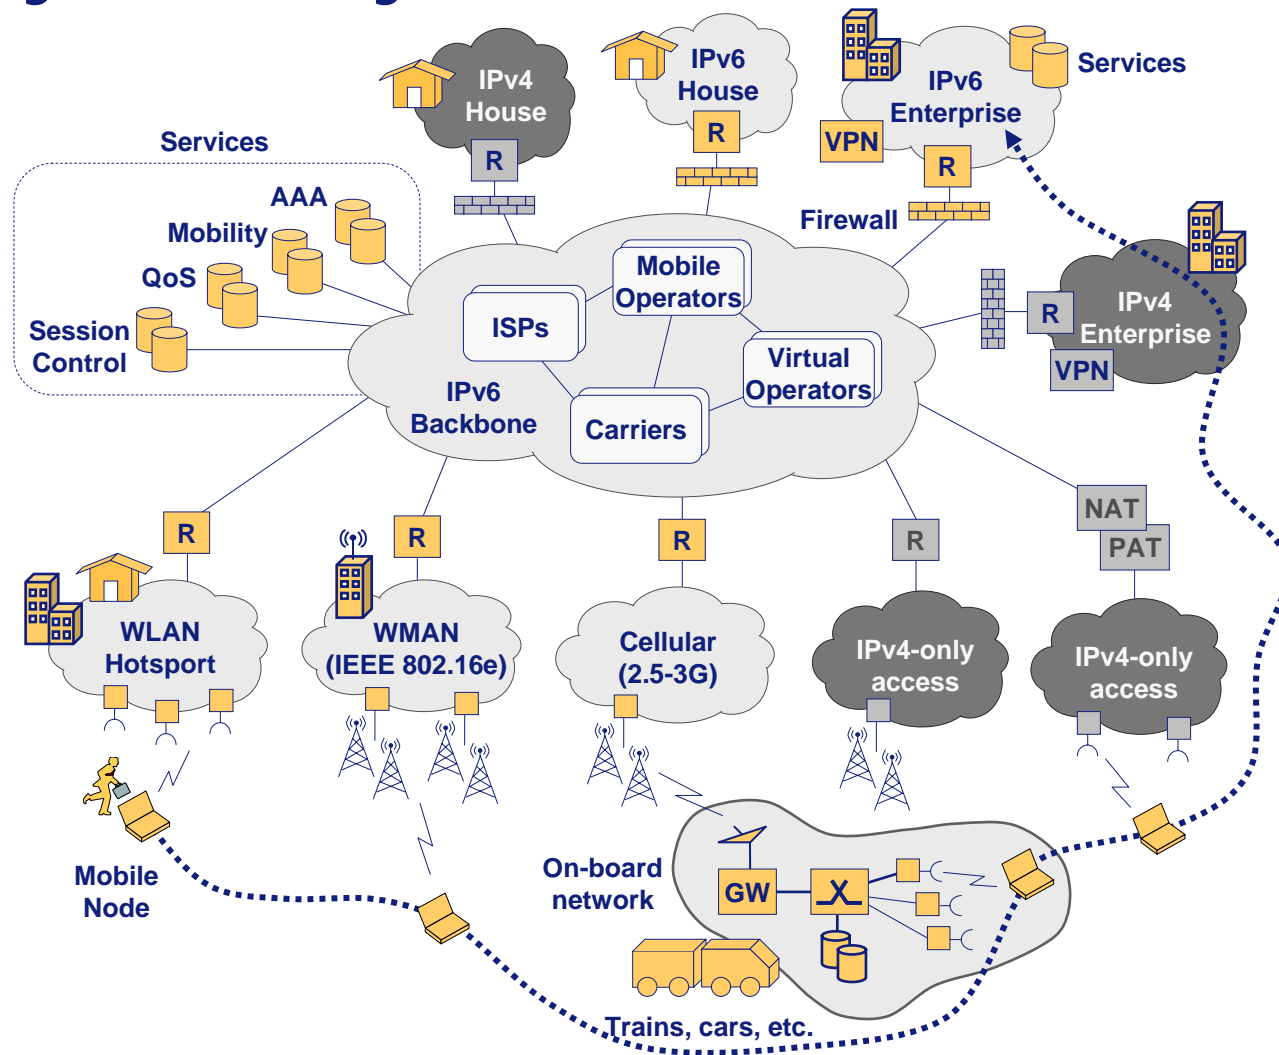 IPv4
House
IPv6
House
IPv6
Enterprise
Services
R
R
VPN
R
Services
AAA
Mobility
QoS
Session
Control
Firewall
Mobile
Operators
ISPs
Virtual
Operators
Carriers
IPv6
Backbone
R
IPv4
Enterprise
VPN
R
R
R
R
NAT
PAT
WLAN
Hotsport
WMAN
(IEEE 802.16e)
Cellular
(2.5-3G)
IPv4-only
access
IPv4-only
access
Mobile
Node
On-board
network
GW
Trains, cars, etc.